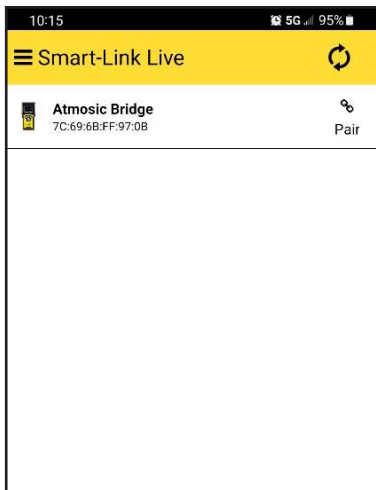 10:15 5G 95%
Smart-Link Live
Atmosic Bridge
7C:69:6B:FF:97:0B
Pair